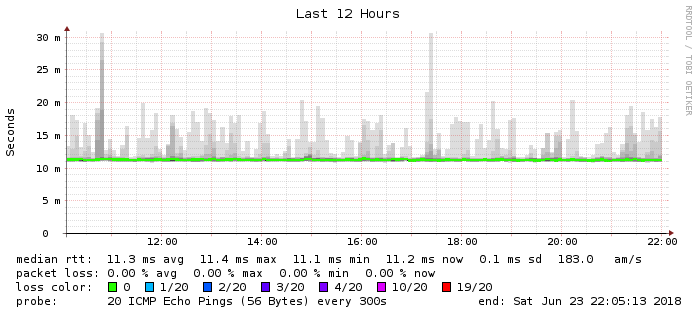 Last 12 Hours
RRDTOOL / TOBI OETIKER
Seconds
30 m
25 m
20 m
15 m
10 m
5 m
0
12:00 14:00 16:00 18:00 20:00 22:00
median rtt: 11.3 ms avg 11.4 ms max 11.1 ms min 11.2 ms now 0.1 ms sd 183.0 am/s
packet loss: 0.00 % avg 0.00 % max 0.00 % min 0.00 % now
loss color: 0 1/20 2/20 3/20 4/20 10/20 19/20
probe: 20 ICMP Echo Pings (56 Bytes) every 300s end: Sat Jun 23 22:05:13 2018